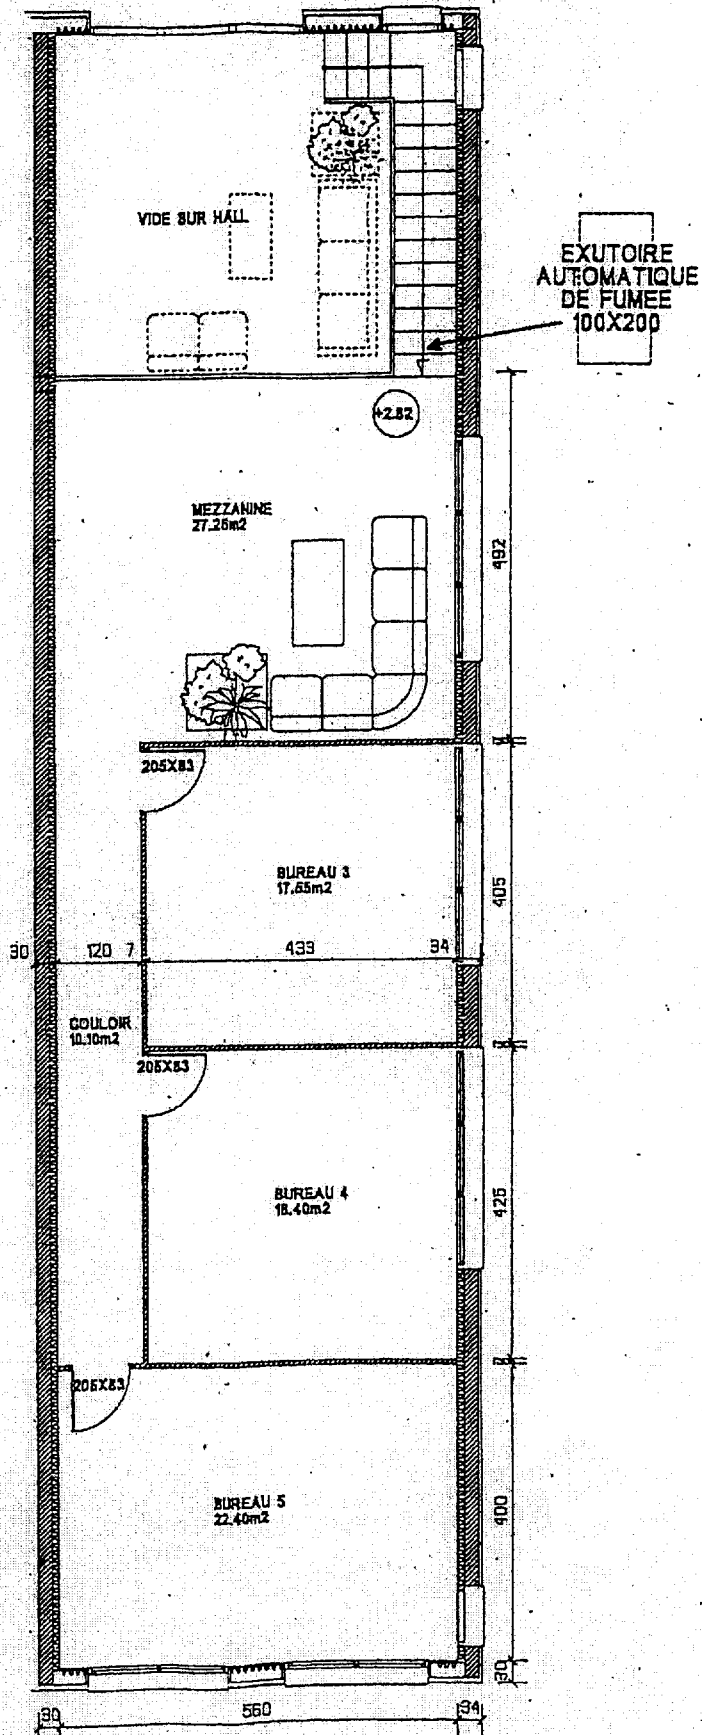 VIDE SUR HALL
EXUTOIRE
AUTOMATIQUE
DE FUMEE
100X200
+2.82
MEZZANINE
27.25m2
492
205X83
BUREAU 3
17.55m2
405
30
120
7
433
34
COULOIR
10.10m2
205X83
BUREAU 4
18.40m2
425
205X83
BUREAU 5
22.40m2
400
30
30
560
34